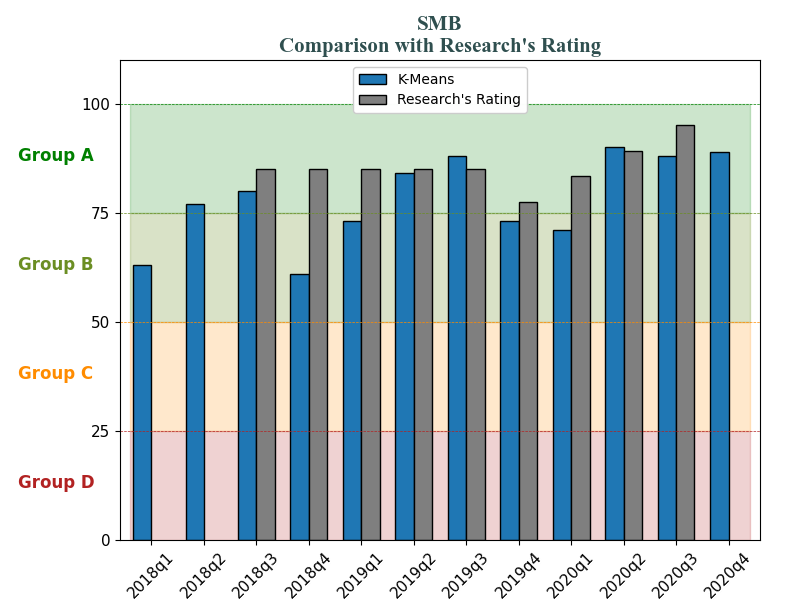 SMB
Comparison with Research's Rating
K-Means
Research's Rating
100
Group A
75
Group B
50
Group C
25
Group D
0
2018q1
2018q2
2018q3
2018q4
2019q1
2019q2
2019q3
2019q4
2020q1
2020q2
2020q3
2020q4